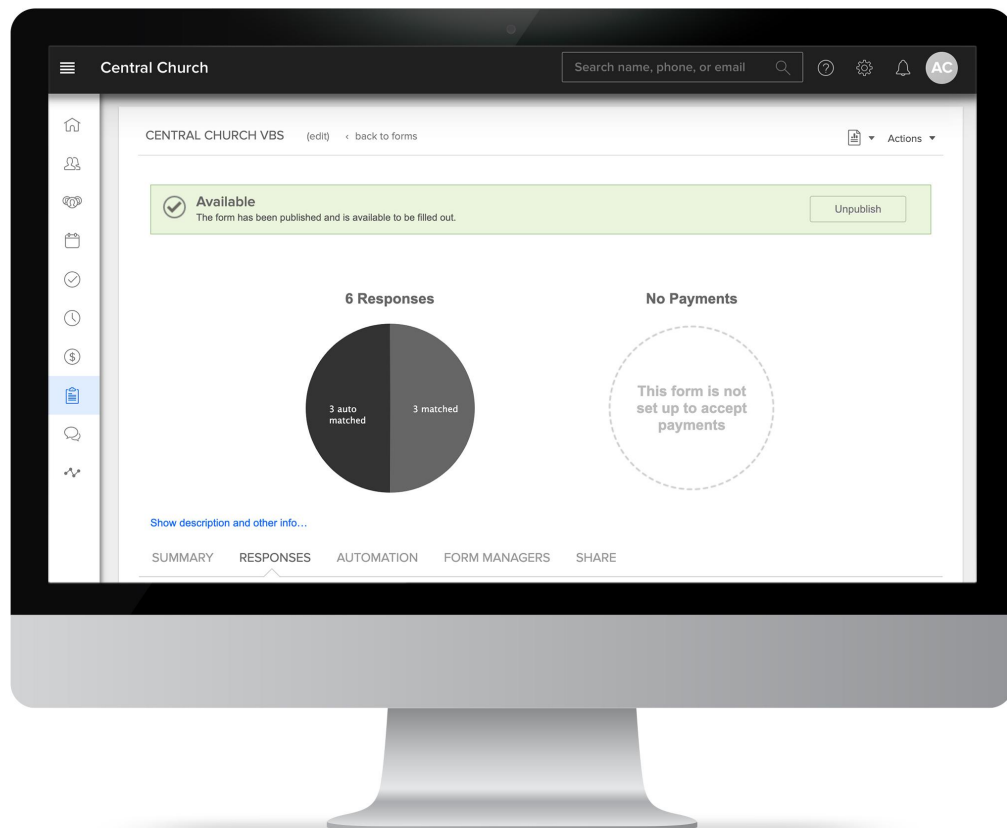 Central Church
Search name, phone, or email
AC
CENTRAL CHURCH VBS (edit) ‹ back to forms
Actions
Available
The form has been published and is available to be filled out.
Unpublish
6 Responses
3 auto
matched
3 matched
No Payments
This form is not
set up to accept
payments
Show description and other info…
SUMMARY RESPONSES AUTOMATION FORM MANAGERS SHARE